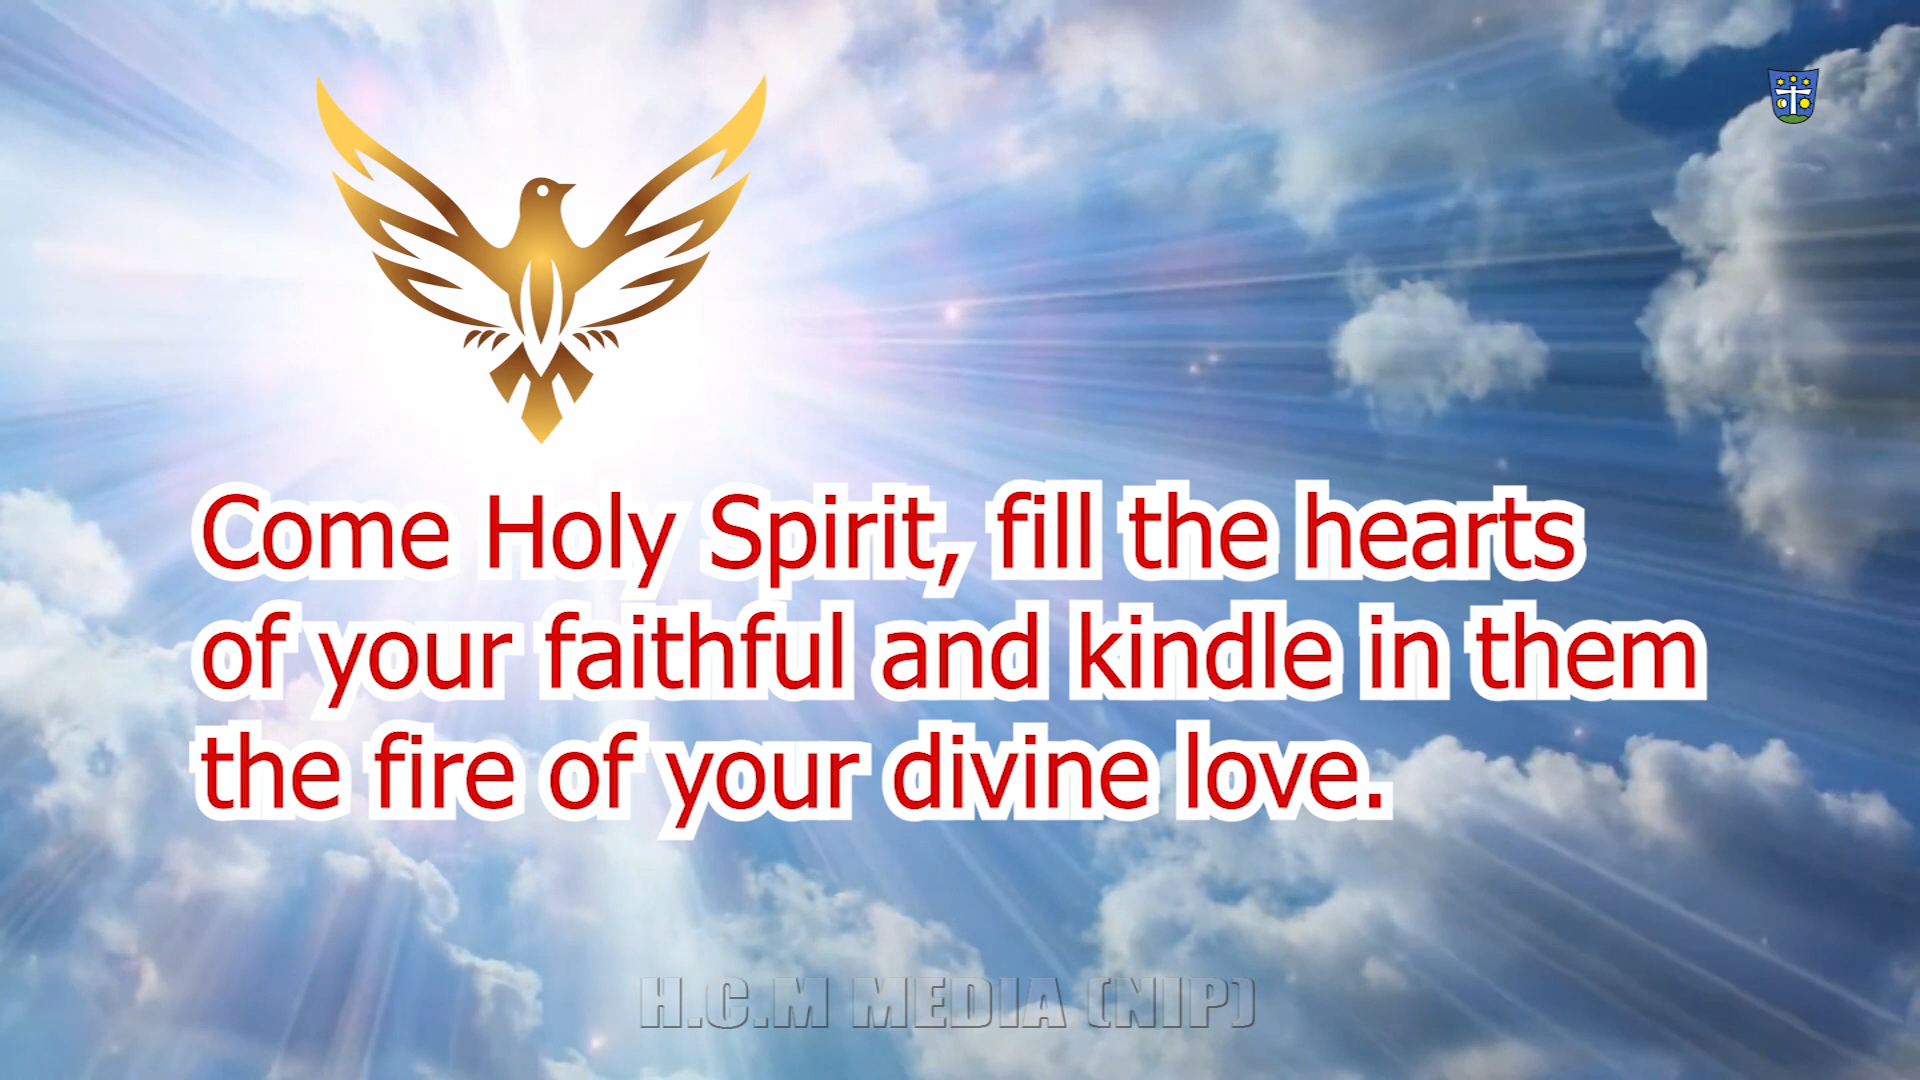 Come Holy Spirit, fill the hearts
of your faithful and kindle in them
the fire of your divine love.
H.C.M MEDIA (NIP)